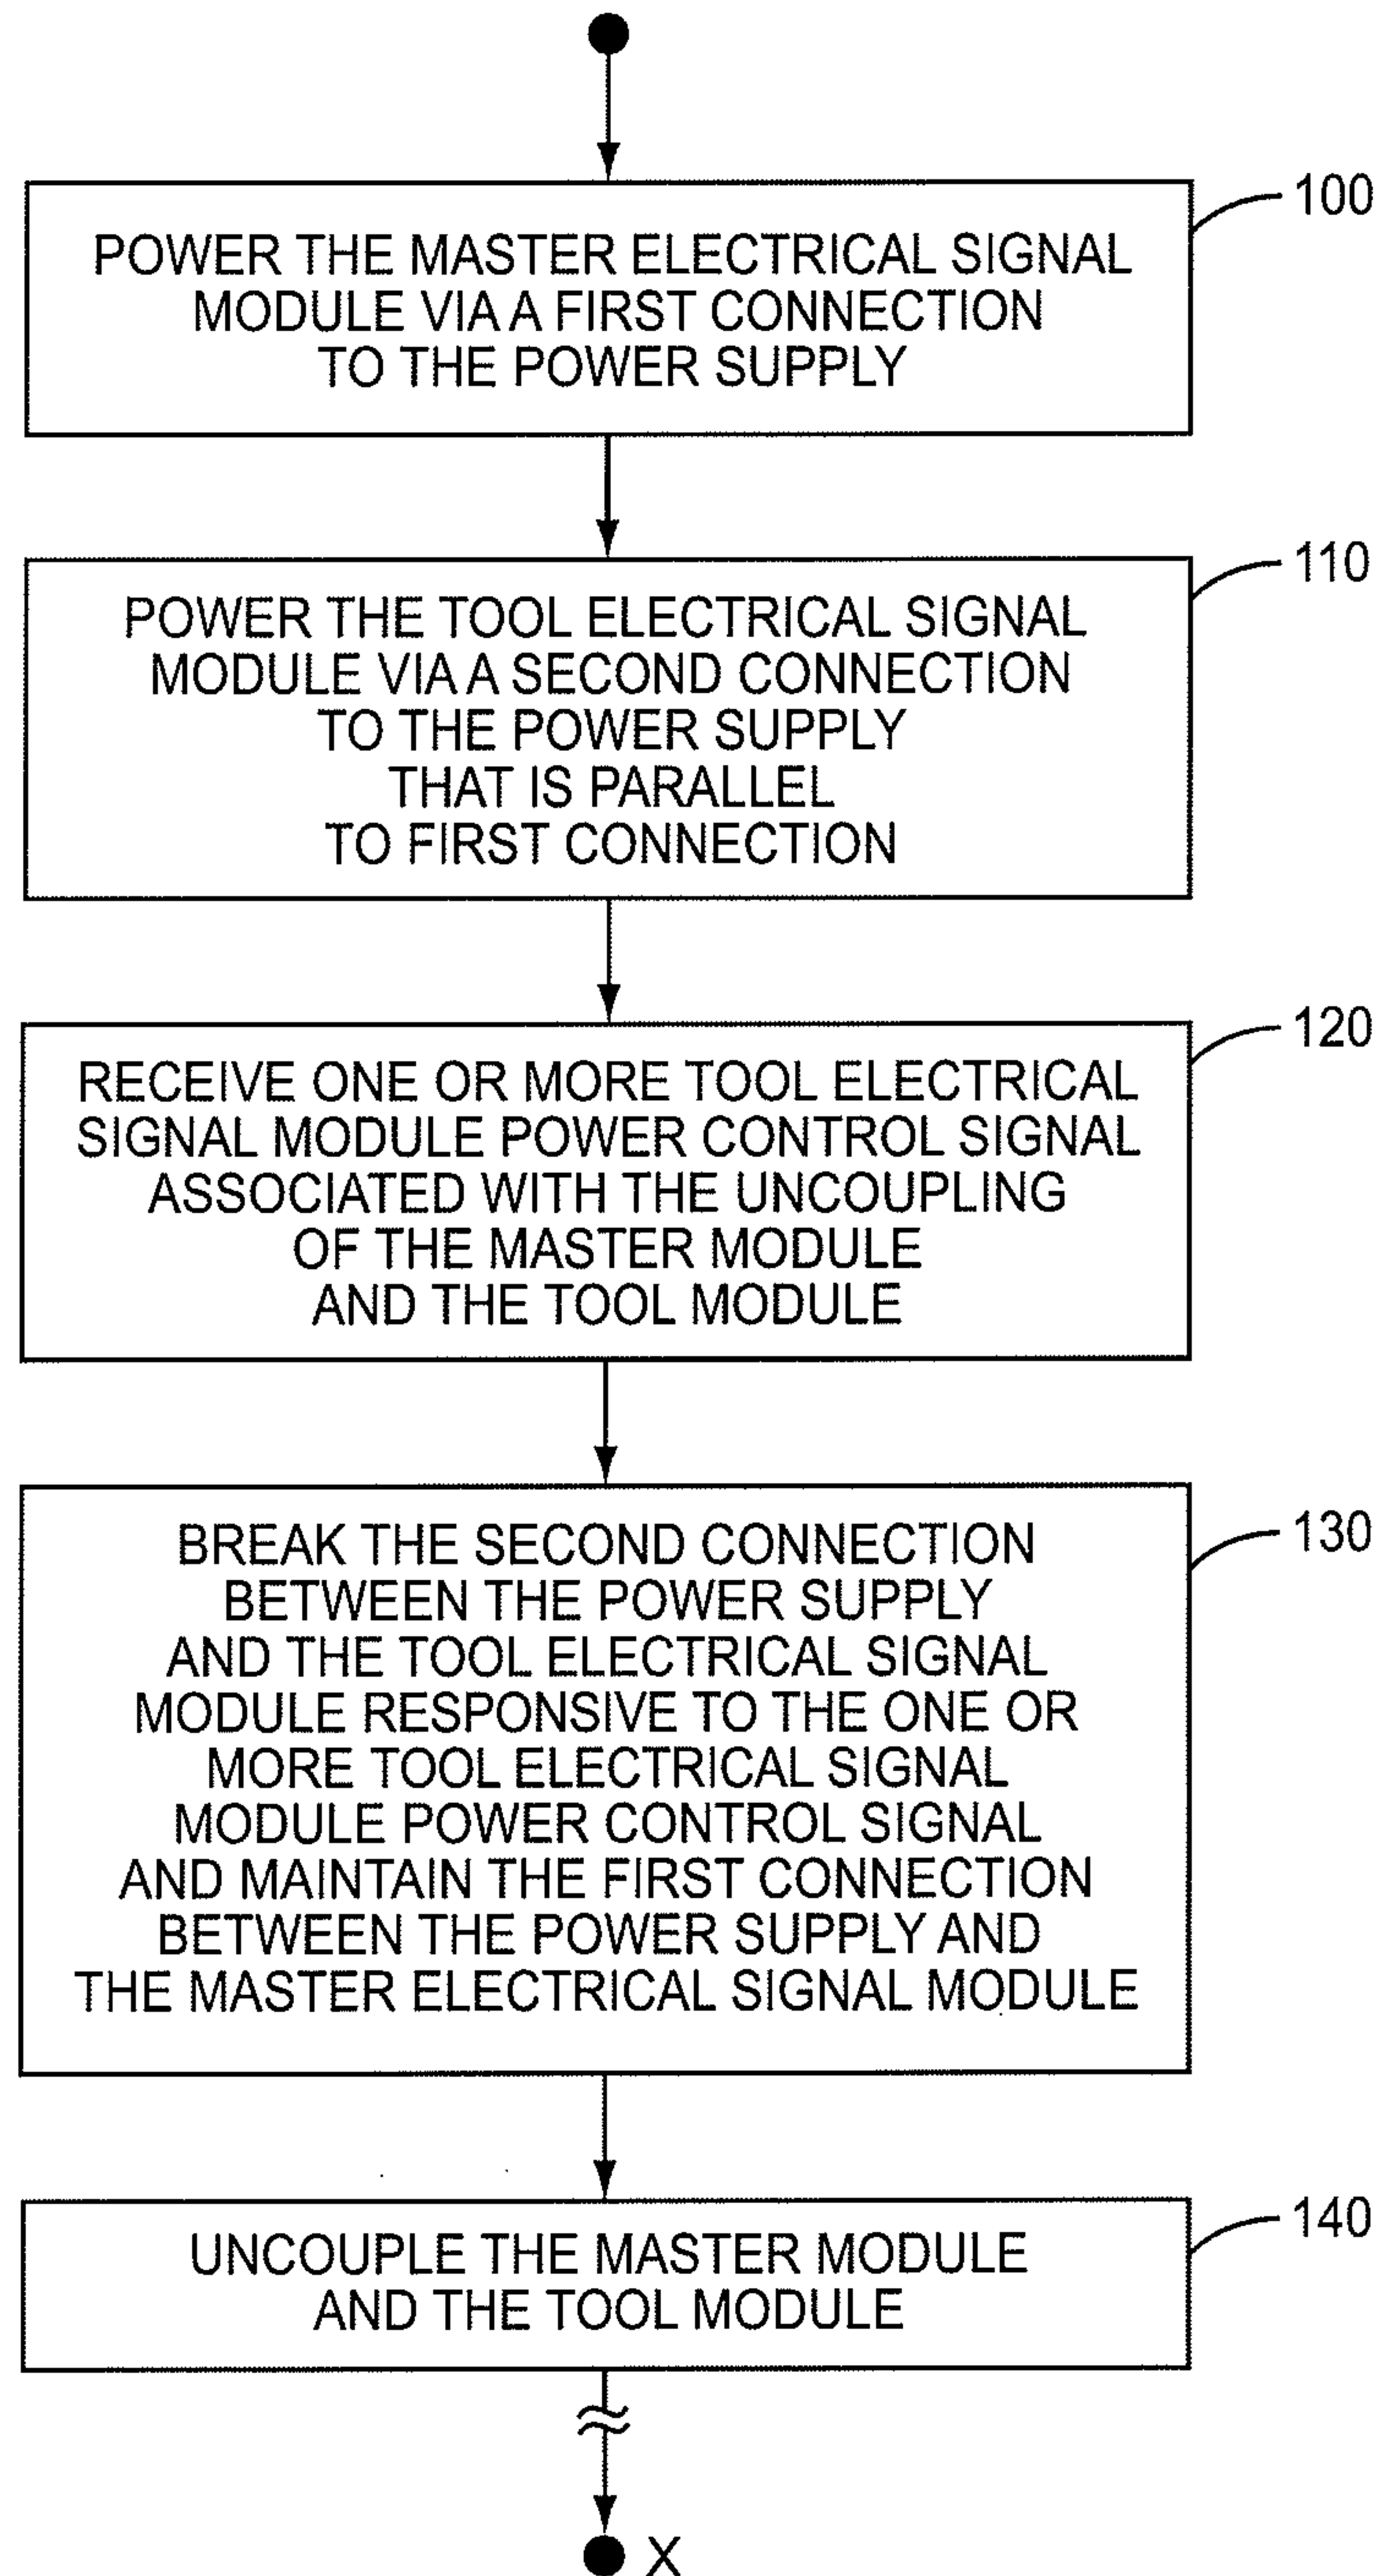 100
POWER THE MASTER ELECTRICAL SIGNAL
MODULE VIA A FIRST CONNECTION
TO THE POWER SUPPLY
110
POWER THE TOOL ELECTRICAL SIGNAL
MODULE VIA A SECOND CONNECTION
TO THE POWER SUPPLY
THAT IS PARALLEL
TO FIRST CONNECTION
120
RECEIVE ONE OR MORE TOOL ELECTRICAL
SIGNAL MODULE POWER CONTROL SIGNAL
ASSOCIATED WITH THE UNCOUPLING
OF THE MASTER MODULE
AND THE TOOL MODULE
130
BREAK THE SECOND CONNECTION
BETWEEN THE POWER SUPPLY
AND THE TOOL ELECTRICAL SIGNAL
MODULE RESPONSIVE TO THE ONE OR
MORE TOOL ELECTRICAL SIGNAL
MODULE POWER CONTROL SIGNAL
AND MAINTAIN THE FIRST CONNECTION
BETWEEN THE POWER SUPPLY AND
THE MASTER ELECTRICAL SIGNAL MODULE
140
UNCOUPLE THE MASTER MODULE
AND THE TOOL MODULE
X